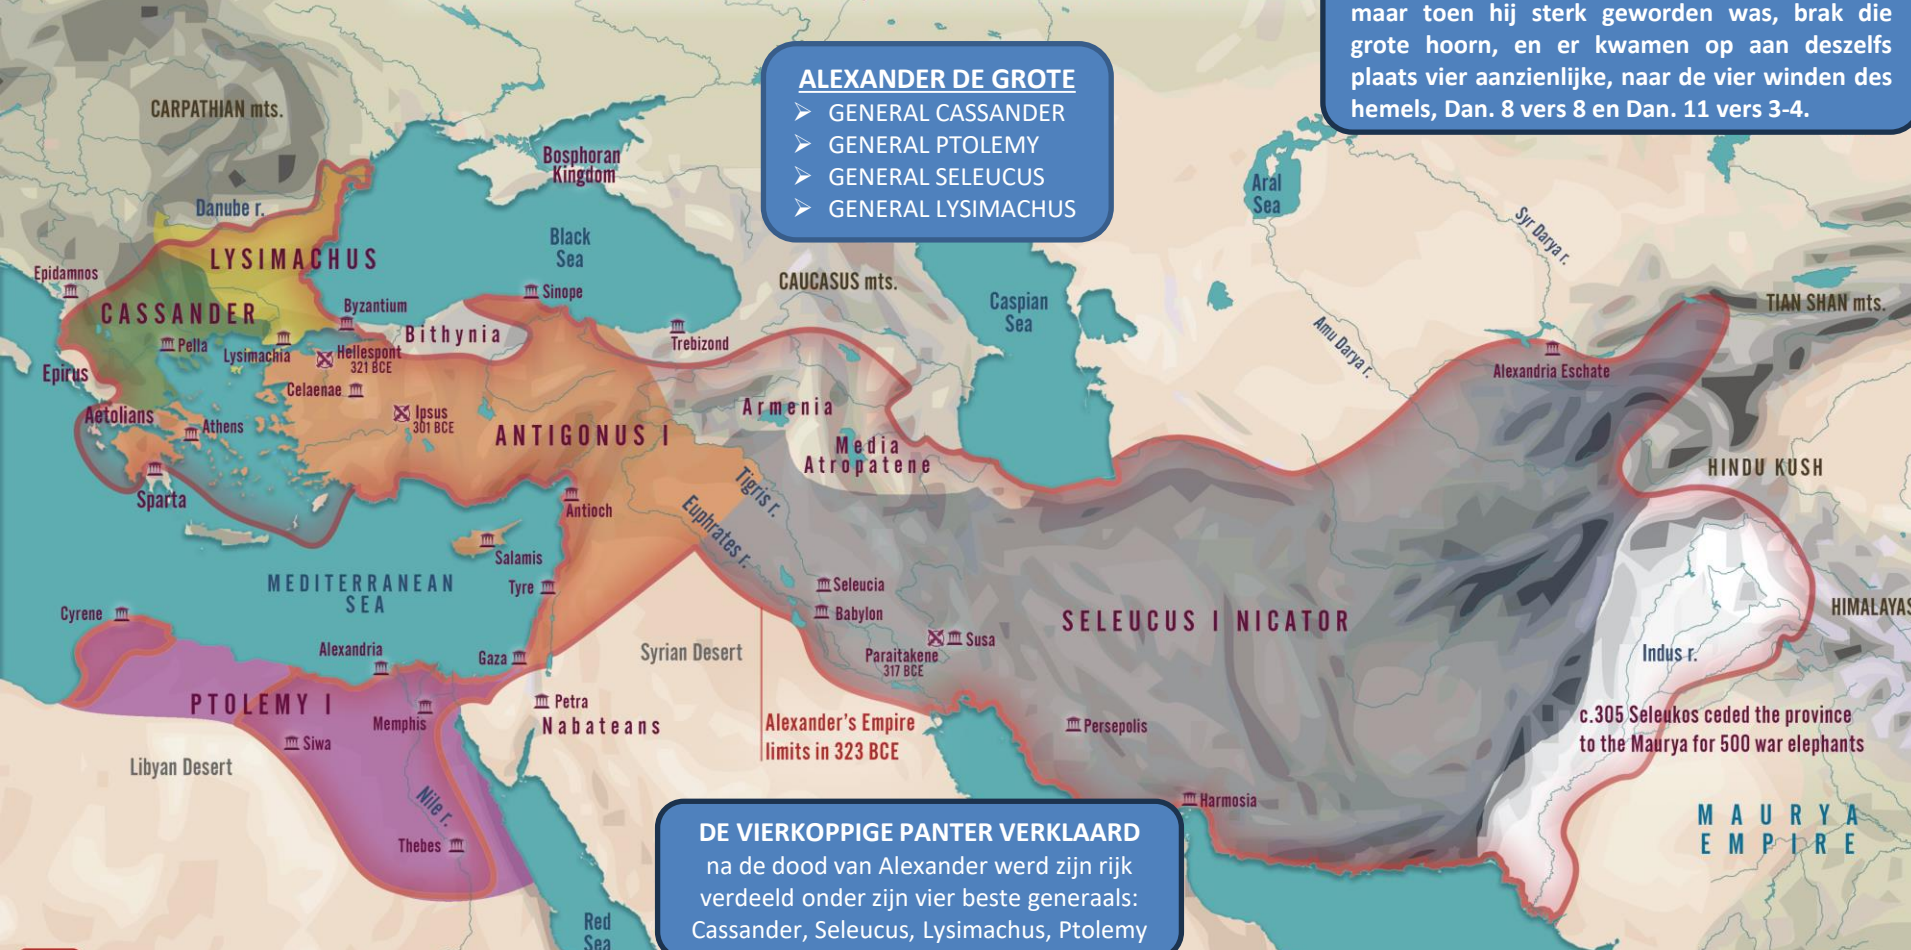 maar toen hij sterk geworden was, brak die
grote hoorn, en er kwamen op aan deszelfs
plaats vier aanzienlijke, naar de vier winden des
hemels, Dan. 8 vers 8 en Dan. 11 vers 3-4.
ALEXANDER DE GROTE
➢ GENERAL CASSANDER
➢ GENERAL PTOLEMY
➢ GENERAL SELEUCUS
➢ GENERAL LYSIMACHUS
CARPATHIAN mts.
Danube r.
LYSIMACHUS
Epidamnos
CASSANDER
Byzantium
Pella
Lysimachia
Hellespont
321 BCE
Epirus
Celaenae
Aetolians
Athens
Ipsus
301 BCE
Sparta
Bosphoran
Kingdom
Black
Sea
Sinope
Bithynia
Trebizond
CAUCASUS mts.
Caspian
Sea
Aral
Sea
Syr Darya r.
Amu Darya r.
TIAN SHAN mts.
Alexandria Eschate
HINDU KUSH
HIMALAYAS
ANTIGONUS I
Armenia
Media
Atropatene
Tigris r.
Euphrates r.
Antioch
Salamis
Tyre
MEDITERRANEAN
SEA
Cyrene
Alexandria
Gaza
PTOLEMY I
Memphis
Siwa
Libyan Desert
Nile r.
Thebes
Petra
Nabateans
Syrian Desert
Seleucia
Babylon
Susa
Paraitakene
317 BCE
SELEUCUS I NICATOR
Alexander's Empire
limits in 323 BCE
Persepolis
Harmosia
Indus r.
c.305 Seleukos ceded the province
to the Maurya for 500 war elephants
MAURYA
EMPIRE
Red
Sea
DE VIERKOPPIGE PANTER VERKLAARD
na de dood van Alexander werd zijn rijk
verdeeld onder zijn vier beste generaals:
Cassander, Seleucus, Lysimachus, Ptolemy